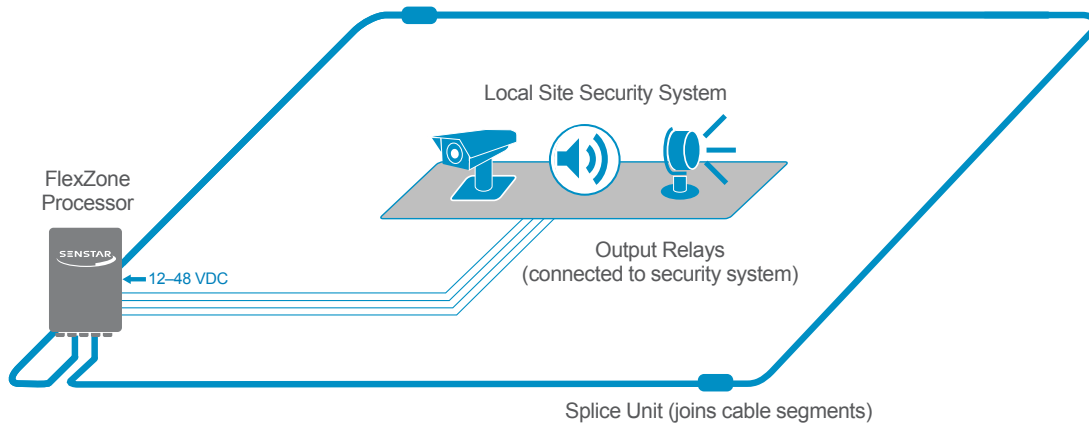 Local Site Security System
FlexZone
Processor
SENSTAR
12–48 VDC
Output Relays
(connected to security system)
Splice Unit (joins cable segments)